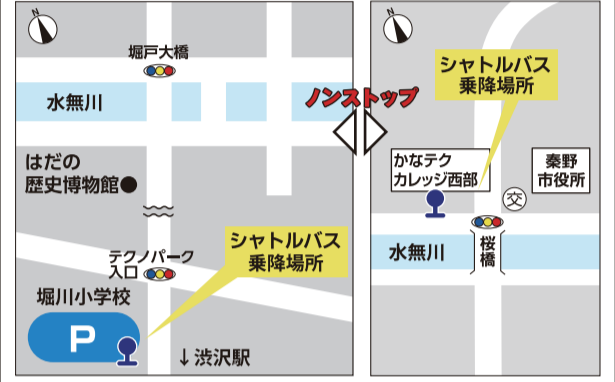 N
堀戸大橋
水無川
はだの
歴史博物館
テクノパーク
入口
シャトルバス
乗降場所
堀川小学校
P
↓渋沢駅
ノンストップ
N
シャトルバス
乗降場所
かなテク
カレッジ西部
秦野
市役所
交
水無川
桜橋